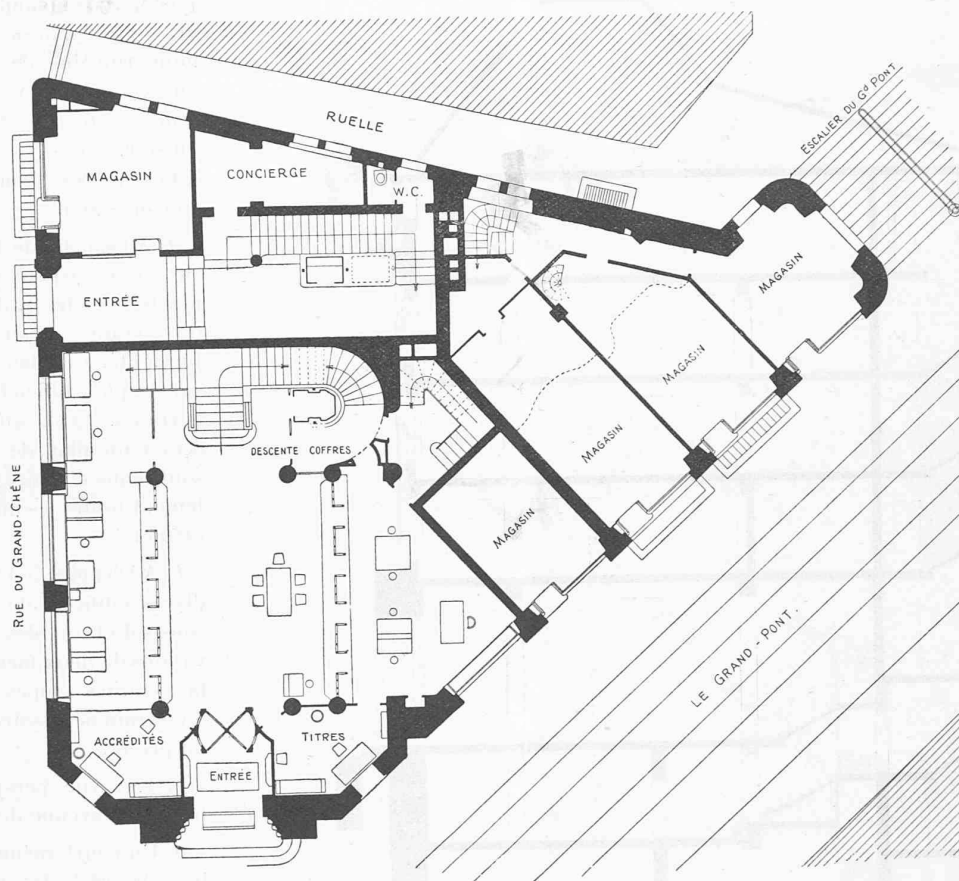 RUELLE
ESCALIER DU Gd PONT
MAGASIN
CONCIERGE
W.C.
MAGASIN
ENTRÉE
MAGASIN
MAGASIN
DESCENTE COFFRES
MAGASIN
RUE DU GRAND-CHÊNE
LE GRAND-PONT.
ACCRÉDITÉS
TITRES
ENTRÉE